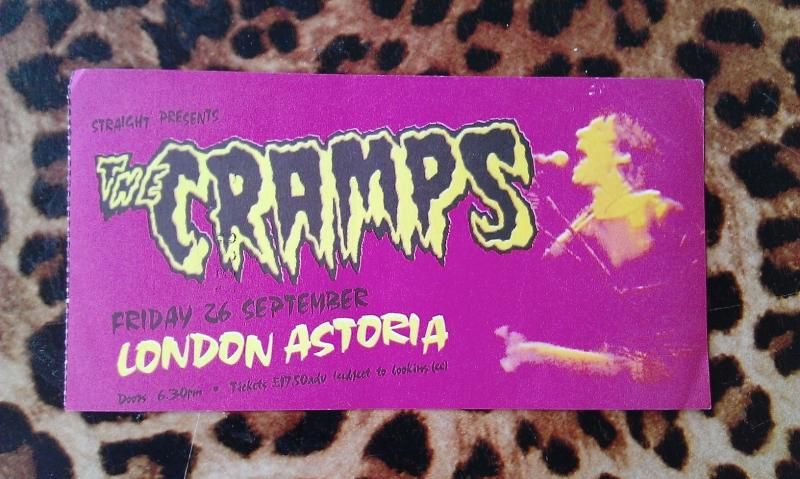 STRAIGHT PRESENTS
THE CRAMPS
FRIDAY 26 SEPTEMBER
LONDON ASTORIA
Doors 6.30pm • Tickets £17.50adv (subject to booking fee)